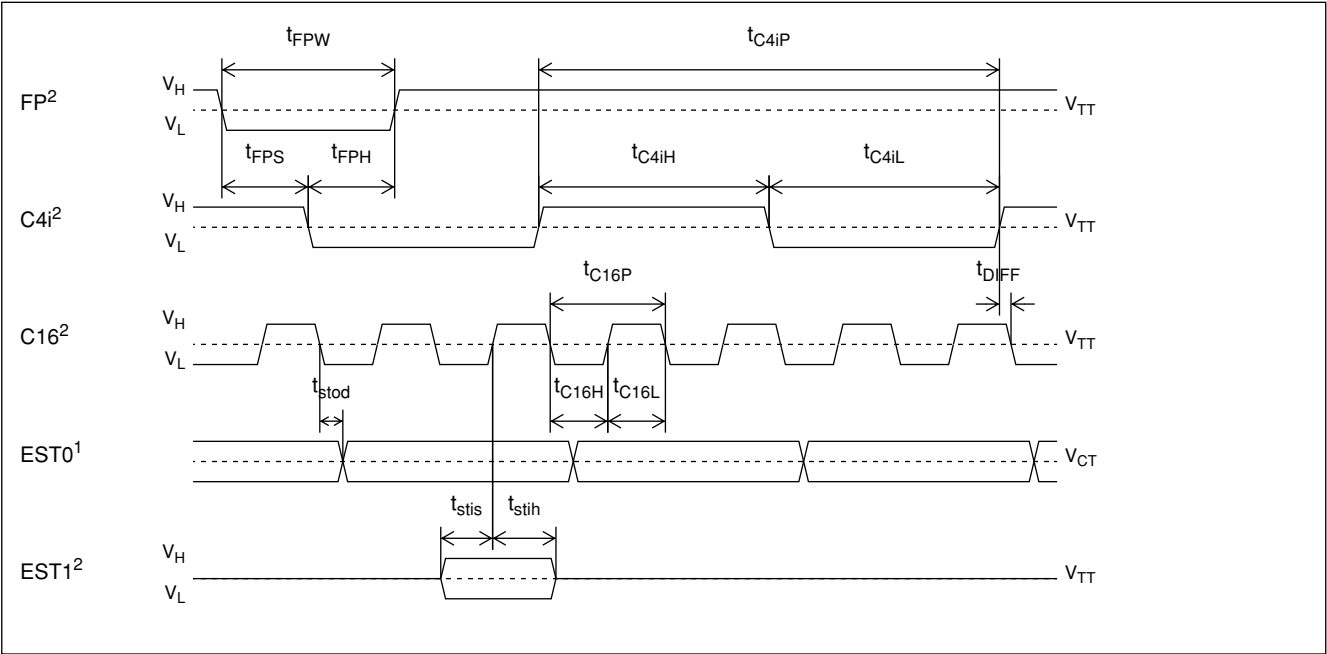 tFPW
tC4iP
FP2
VH
VL
VTT
tFPS
tFPH
tC4iH
tC4iL
C4i2
VH
VL
VTT
tC16P
tDIFF
C162
VH
VL
VTT
tstod
tC16H
tC16L
EST01
VCT
tstis
tstih
EST12
VH
VL
VTT